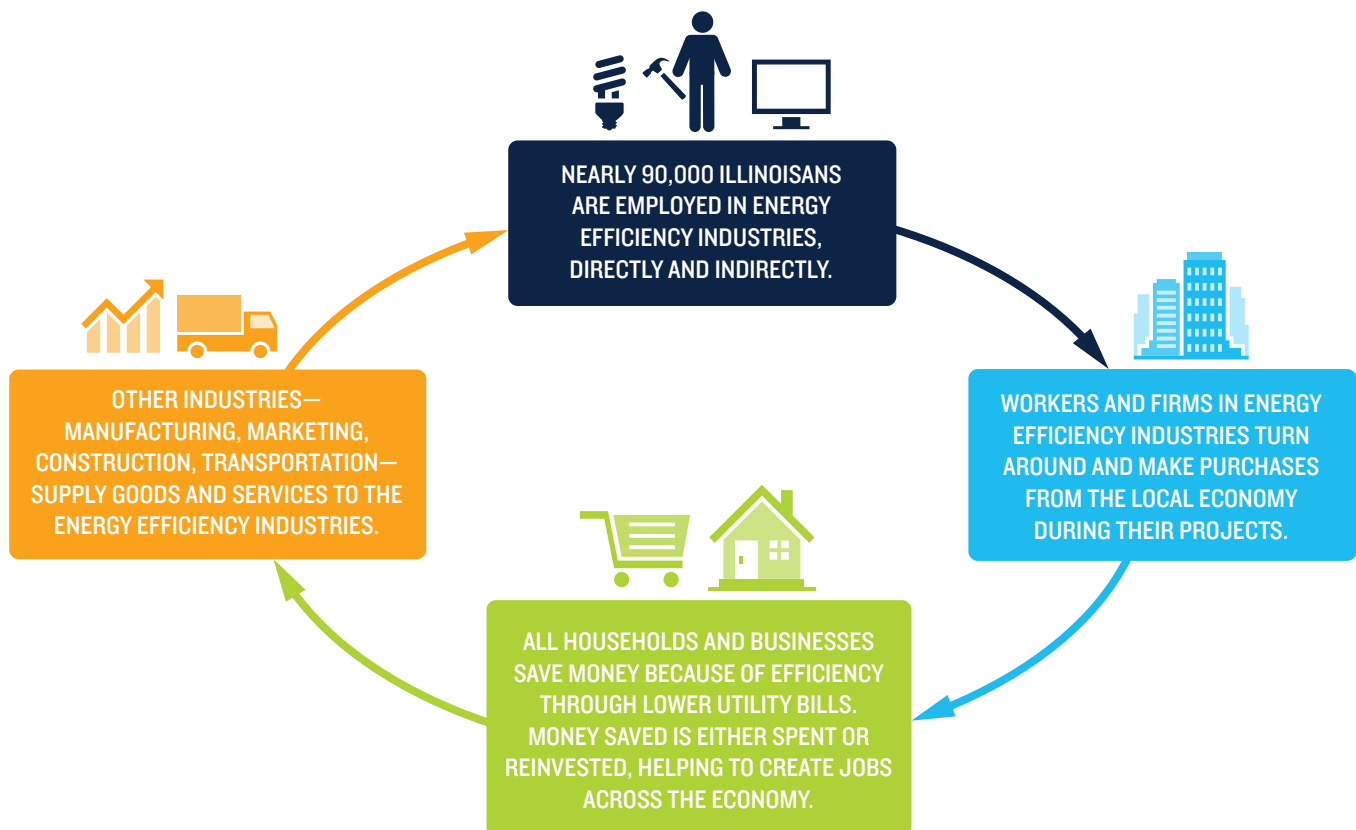 NEARLY 90,000 ILLINOISANS
ARE EMPLOYED IN ENERGY
EFFICIENCY INDUSTRIES,
DIRECTLY AND INDIRECTLY.
WORKERS AND FIRMS IN ENERGY
EFFICIENCY INDUSTRIES TURN
AROUND AND MAKE PURCHASES
FROM THE LOCAL ECONOMY
DURING THEIR PROJECTS.
ALL HOUSEHOLDS AND BUSINESSES
SAVE MONEY BECAUSE OF EFFICIENCY
THROUGH LOWER UTILITY BILLS.
MONEY SAVED IS EITHER SPENT OR
REINVESTED, HELPING TO CREATE JOBS
ACROSS THE ECONOMY.
OTHER INDUSTRIES—
MANUFACTURING, MARKETING,
CONSTRUCTION, TRANSPORTATION—
SUPPLY GOODS AND SERVICES TO THE
ENERGY EFFICIENCY INDUSTRIES.